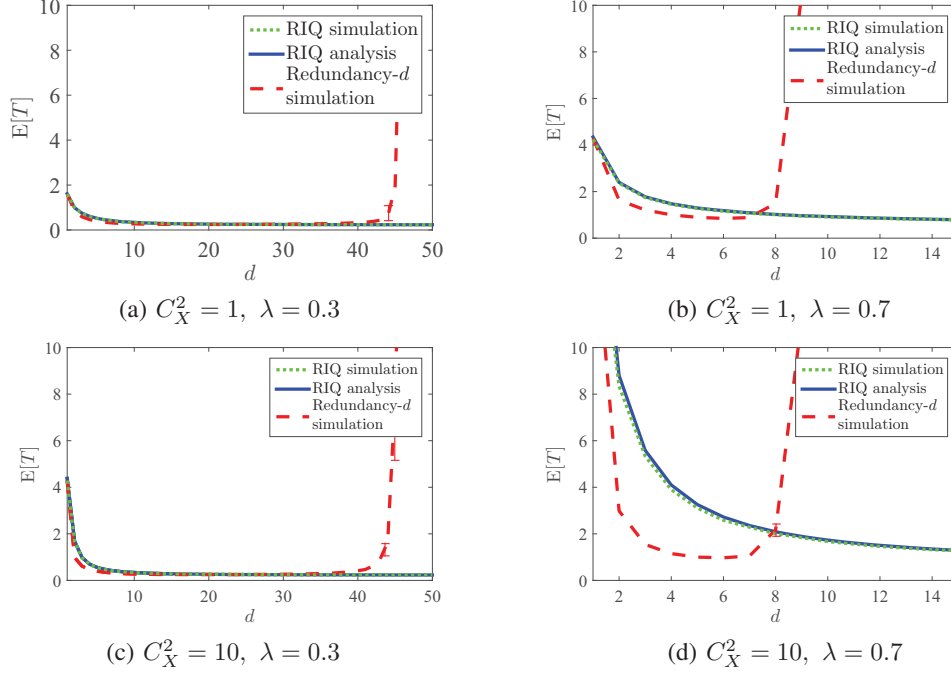 10
8
6
4
2
0
E[T]
10 20 30 40 50
d
RIQ simulation
RIQ analysis
Redundancy-d
simulation
(a) C_X^2 = 1, λ = 0.3
10
8
6
4
2
0
E[T]
2 4 6 8 10 12 14
d
RIQ simulation
RIQ analysis
Redundancy-d
simulation
(b) C_X^2 = 1, λ = 0.7
10
8
6
4
2
0
E[T]
10 20 30 40 50
d
RIQ simulation
RIQ analysis
Redundancy-d
simulation
(c) C_X^2 = 10, λ = 0.3
10
8
6
4
2
0
E[T]
2 4 6 8 10 12 14
d
RIQ simulation
RIQ analysis
Redundancy-d
simulation
(d) C_X^2 = 10, λ = 0.7